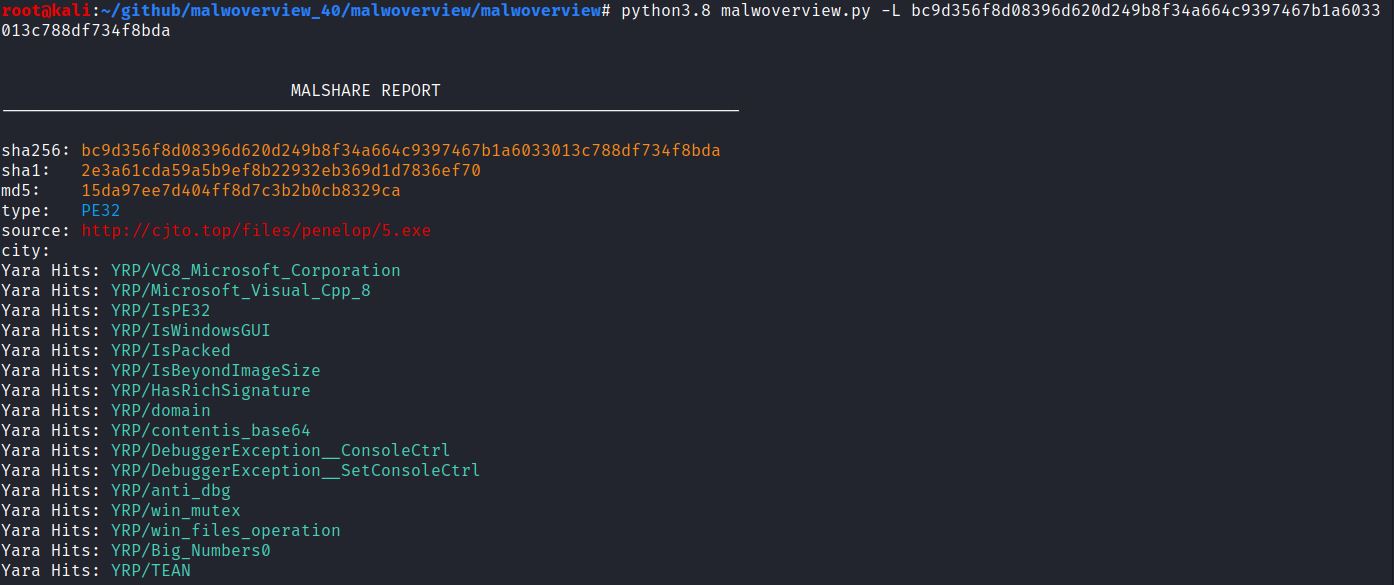 root@kali:~/github/malwoverview_40/malwoverview/malwoverview# python3.8 malwoverview.py -L bc9d356f8d08396d620d249b8f34a664c9397467b1a6033
013c788df734f8bda
MALSHARE REPORT
sha256: bc9d356f8d08396d620d249b8f34a664c9397467b1a6033013c788df734f8bda
sha1: 2e3a61cda59a5b9ef8b22932eb369d1d7836ef70
md5: 15da97ee7d404ff8d7c3b2b0cb8329ca
type: PE32
source: http://cjto.top/files/penelop/5.exe
city:
Yara Hits: YRP/VC8_Microsoft_Corporation
Yara Hits: YRP/Microsoft_Visual_Cpp_8
Yara Hits: YRP/IsPE32
Yara Hits: YRP/IsWindowsGUI
Yara Hits: YRP/IsPacked
Yara Hits: YRP/IsBeyondImageSize
Yara Hits: YRP/HasRichSignature
Yara Hits: YRP/domain
Yara Hits: YRP/contentis_base64
Yara Hits: YRP/DebuggerException__ConsoleCtrl
Yara Hits: YRP/DebuggerException__SetConsoleCtrl
Yara Hits: YRP/anti_dbg
Yara Hits: YRP/win_mutex
Yara Hits: YRP/win_files_operation
Yara Hits: YRP/Big_Numbers0
Yara Hits: YRP/TEAN